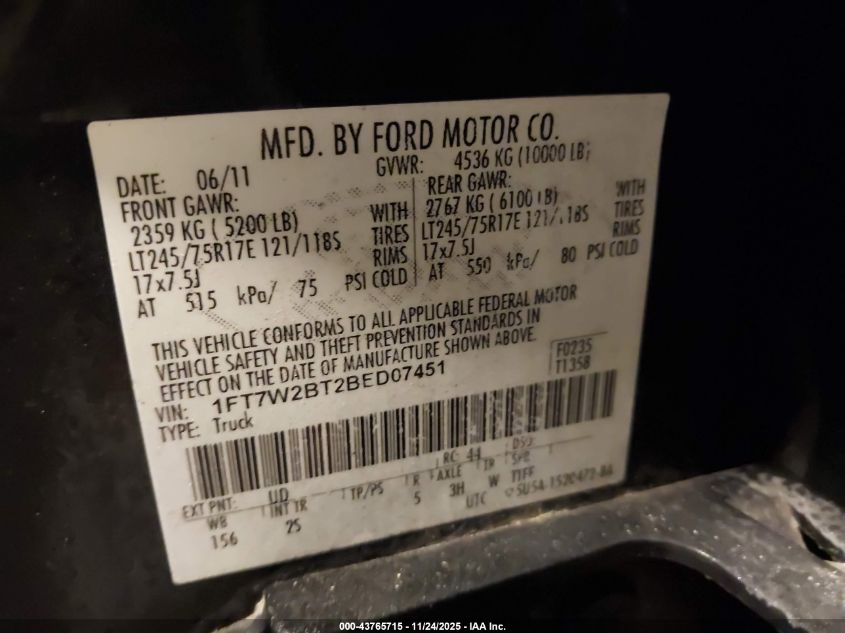 MFD. BY FORD MOTOR CO.
DATE: 06/11 GVWR: 4536 KG (10000 LB)
FRONT GAWR: REAR GAWR:
2359 KG ( 5200 LB) WITH 2767 KG ( 6100 LB) WITH
LT245/75R17E 121/118S TIRES LT245/75R17E 121/118S TIRES
17x7.5J RIMS 17x7.5J RIMS
AT 515 kPa/ 75 PSI COLD AT 550 kPa/ 80 PSI COLD
THIS VEHICLE CONFORMS TO ALL APPLICABLE FEDERAL MOTOR
VEHICLE SAFETY AND THEFT PREVENTION STANDARDS IN
EFFECT ON THE DATE OF MANUFACTURE SHOWN ABOVE.
VIN: 1FT7W2BT2BED07451 F0235
TYPE: Truck T1358
EXT PNT: UD RC: 44 DSO:
WB INT TR TP/PS R AXLE TR SPR
156 2S 5 3H W TIFF
UTC
000-43765715 - 11/24/2025 - IAA Inc.